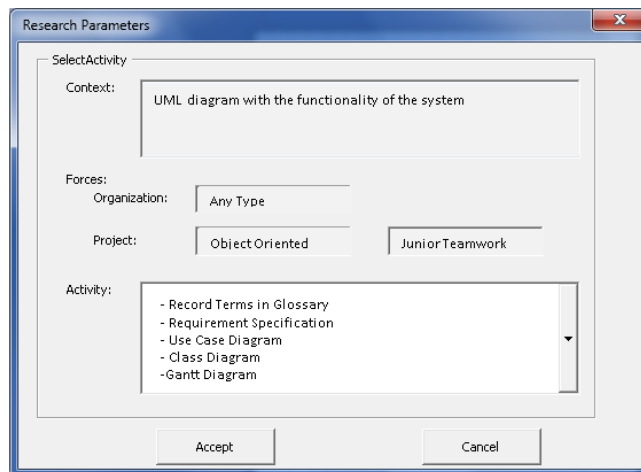 Research Parameters
SelectActivity
Context:
UML diagram with the functionality of the system
Forces:
Organization:
Any Type
Project:
Object Oriented
Junior Teamwork
Activity:
- Record Terms in Glossary
- Requirement Specification
- Use Case Diagram
- Class Diagram
-Gantt Diagram
Accept
Cancel